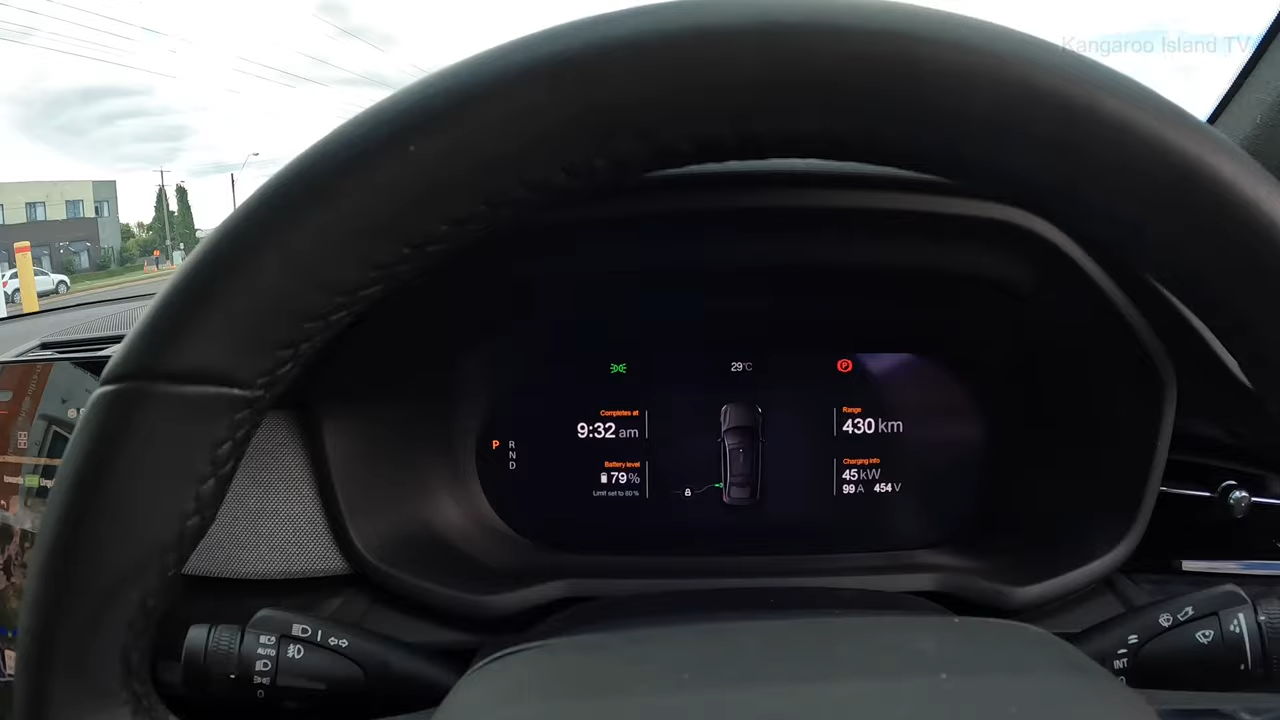 Kangaroo Island TV
29°C
Completes at
9:32 am
Battery level
79%
Limit set to 80%
P
R
N
D
Range
430 km
Charging info
45 kW
99 A 454 V
AUTO
INT